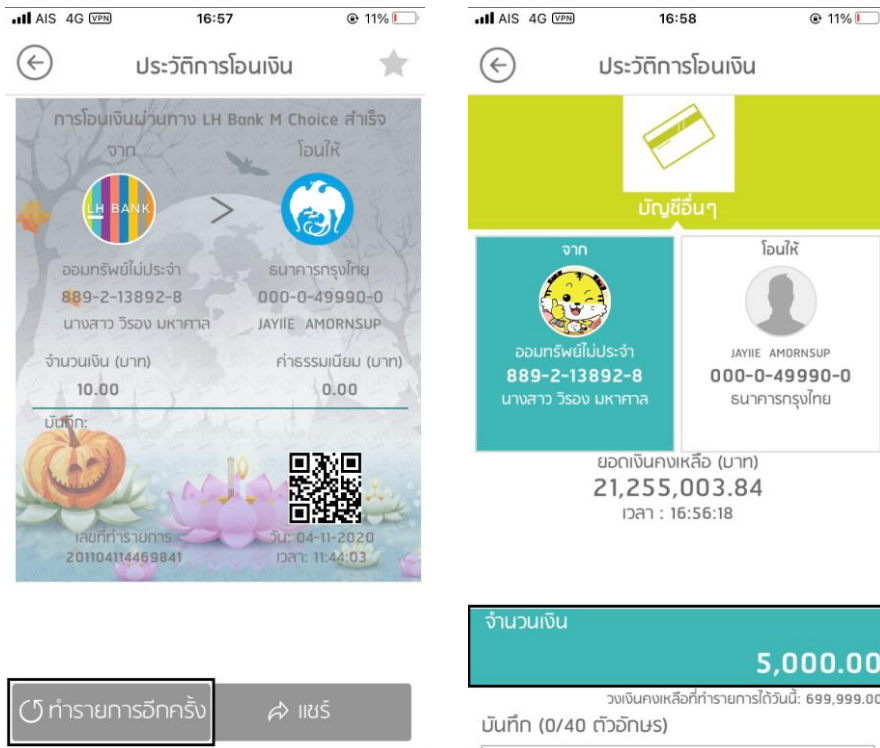 AIS 4G VPN 16:57 11%
ประวัติการโอนเงิน
การโอนเงินผ่านทาง LH Bank M Choice สำเร็จ
จาก โอนให้
LH BANK
>
ออมทรัพย์ไม่ประจำ ธนาคารกรุงไทย
889-2-13892-8 000-0-49990-0
นางสาว วิรอง มหาศาล JAYIIE AMORNSUP
จำนวนเงิน (บาท) ค่าธรรมเนียม (บาท)
10.00 0.00
บันทึก:
เลขที่ทำรายการ วัน: 04-11-2020
201104114469841 เวลา: 11:44:03
ทำรายการอีกครั้ง แชร์
AIS 4G VPN 16:58 11%
ประวัติการโอนเงิน
บัญชีอื่นๆ
จาก โอนให้
ออมทรัพย์ไม่ประจำ JAYIIE AMORNSUP
889-2-13892-8 000-0-49990-0
นางสาว วิรอง มหาศาล ธนาคารกรุงไทย
ยอดเงินคงเหลือ (บาท)
21,255,003.84
เวลา : 16:56:18
จำนวนเงิน
5,000.00
วงเงินคงเหลือที่ทำรายการได้วันนี้: 699,999.00
บันทึก (0/40 ตัวอักษร)